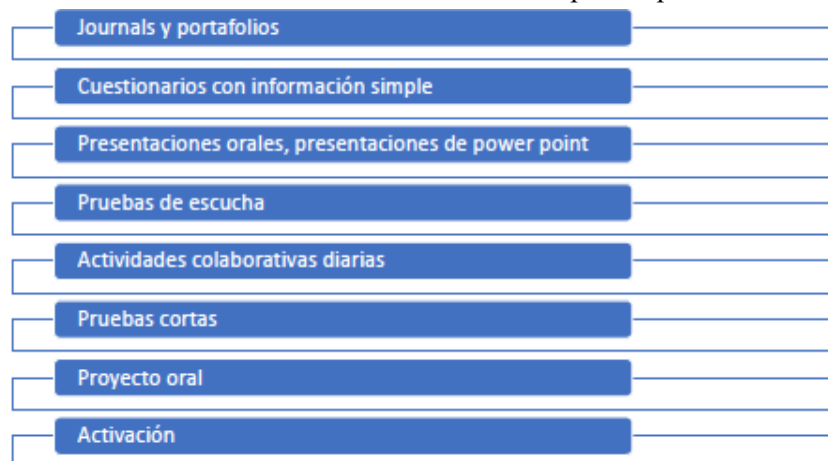 Journals y portafolios
Cuestionarios con información simple
Presentaciones orales, presentaciones de power point
Pruebas de escucha
Actividades colaborativas diarias
Pruebas cortas
Proyecto oral
Activación